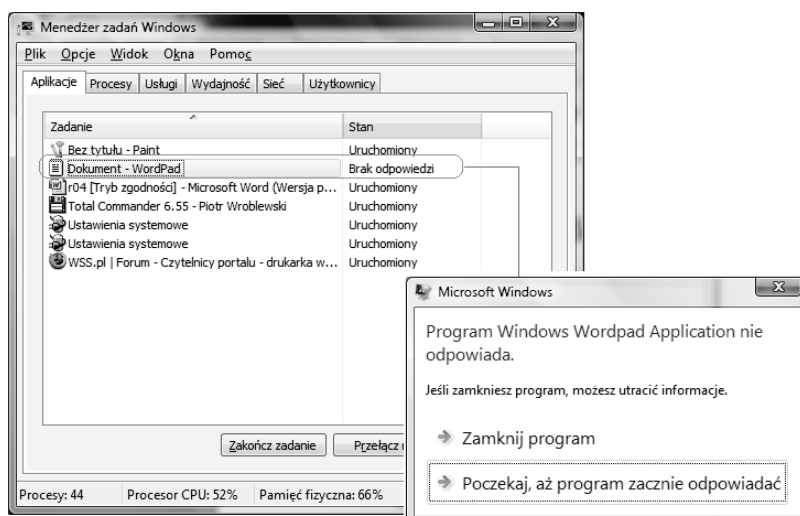 Menedżer zadań Windows
Plik Opcje Widok Okna Pomoc
Aplikacje Procesy Usługi Wydajność Sieć Użytkownicy
Zadanie Stan
Bez tytułu - Paint Uruchomiony
Dokument - WordPad Brak odpowiedzi
r04 [Tryb zgodności] - Microsoft Word (Wersja p... Uruchomiony
Total Commander 6.55 - Piotr Wroblewski Uruchomiony
Ustawienia systemowe Uruchomiony
Ustawienia systemowe Uruchomiony
WSS.pl | Forum - Czytelnicy portalu - drukarka w... Uruchomiony
Zakończ zadanie Przełącz
Procesy: 44 Procesor CPU: 52% Pamięć fizyczna: 66%
Microsoft Windows
Program Windows Wordpad Application nie
odpowiada.
Jeśli zamkniesz program, możesz utracić informacje.
Zamknij program
Poczekaj, aż program zacznie odpowiadać